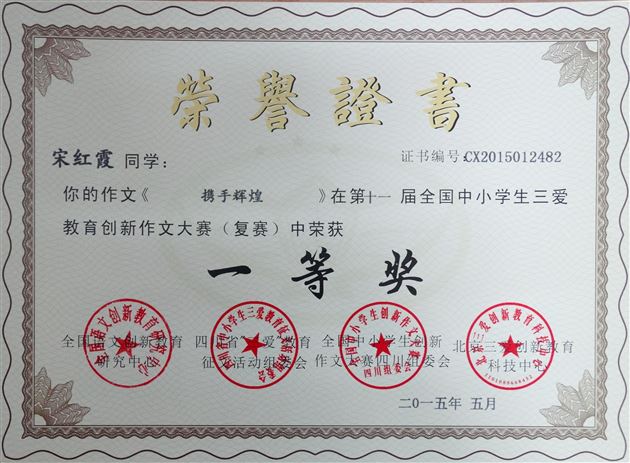 榮譽證書
宋红霞 同学： 证书编号:CX2015012482
你的作文《 携手辉煌 》在第十一 届全国中小学生三爱
教育创新作文大赛（复赛）中荣获
一等奖
全国语文创新教育 四川省"三爱"教育 全国中小学生创新 北京三爱创新教育
研究中心 征文活动组委会 作文大赛四川组委会 科技中心
二○一五年 五月